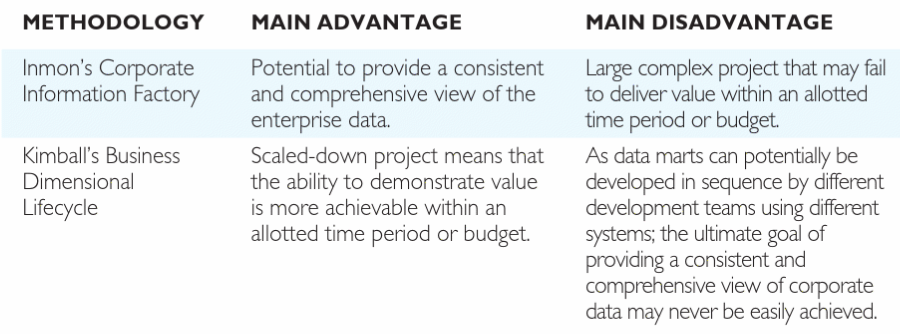 METHODOLOGY MAIN ADVANTAGE MAIN DISADVANTAGE
Inmon's Corporate
Information Factory
Potential to provide a consistent
and comprehensive view of the
enterprise data.
Large complex project that may fail
to deliver value within an allotted
time period or budget.
Kimball's Business
Dimensional
Lifecycle
Scaled-down project means that
the ability to demonstrate value
is more achievable within an
allotted time period or budget.
As data marts can potentially be
developed in sequence by different
development teams using different
systems; the ultimate goal of
providing a consistent and
comprehensive view of corporate
data may never be easily achieved.